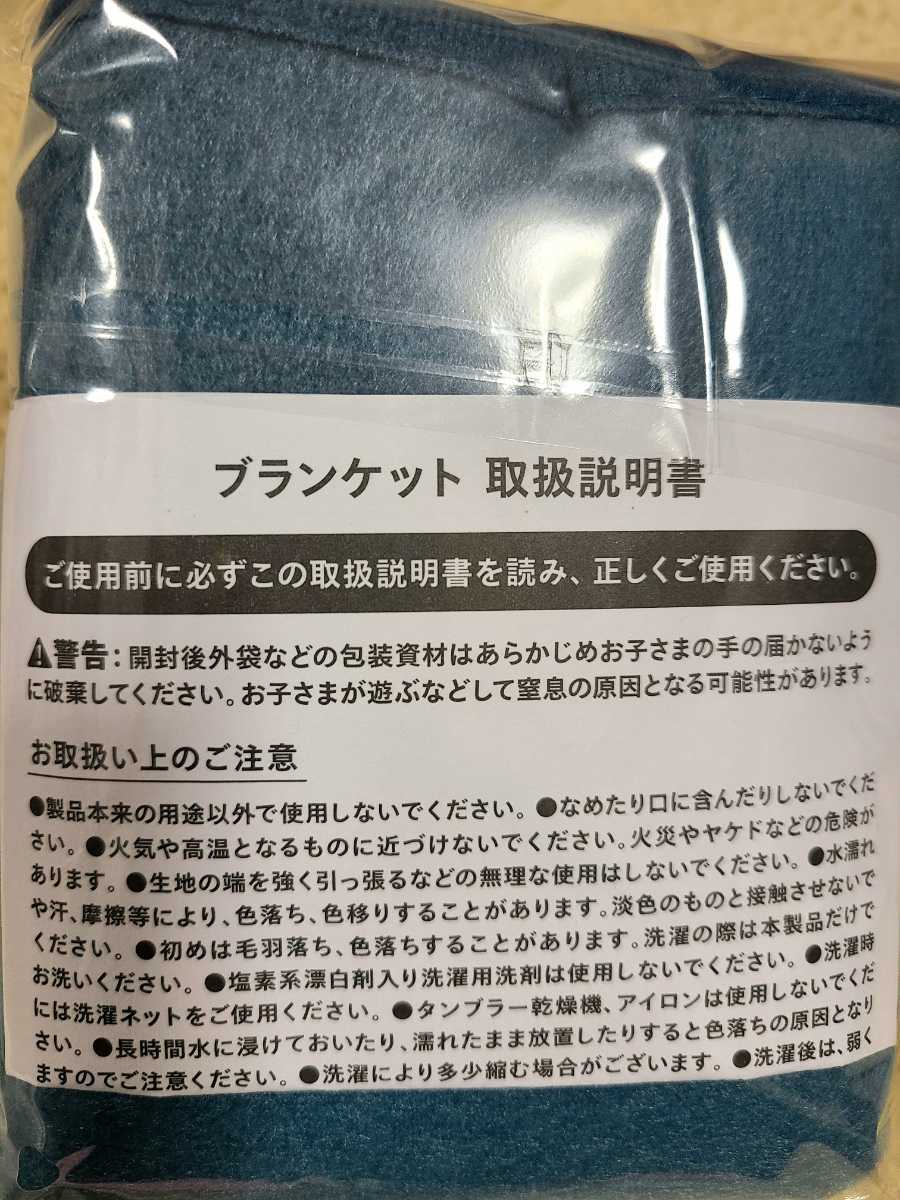 ブランケット 取扱説明書
ご使用前に必ずこの取扱説明書を読み、正しくご使用ください。
警告：開封後外袋などの包装資材はあらかじめお子さまの手の届かないよう
に破棄してください。お子さまが遊ぶなどして窒息の原因となる可能性があります。
お取扱い上のご注意
●製品本来の用途以外で使用しないでください。●なめたり口に含んだりしないでくだ
さい。●火気や高温となるものに近づけないでください。火災やヤケドなどの危険が
あります。●生地の端を強く引っ張るなどの無理な使用はしないでください。●水濡れ
や汗、摩擦等により、色落ち、色移りすることがあります。淡色のものと接触させないで
ください。●初めは毛羽落ち、色落ちすることがあります。洗濯の際は本製品だけで
お洗いください。●塩素系漂白剤入り洗濯用洗剤は使用しないでください。●洗濯時
には洗濯ネットをご使用ください。●タンブラー乾燥機、アイロンは使用しないでくだ
さい。●長時間水に浸けておいたり、濡れたまま放置したりすると色落ちの原因となり
ますのでご注意ください。●洗濯により多少縮む場合がございます。●洗濯後は、弱く